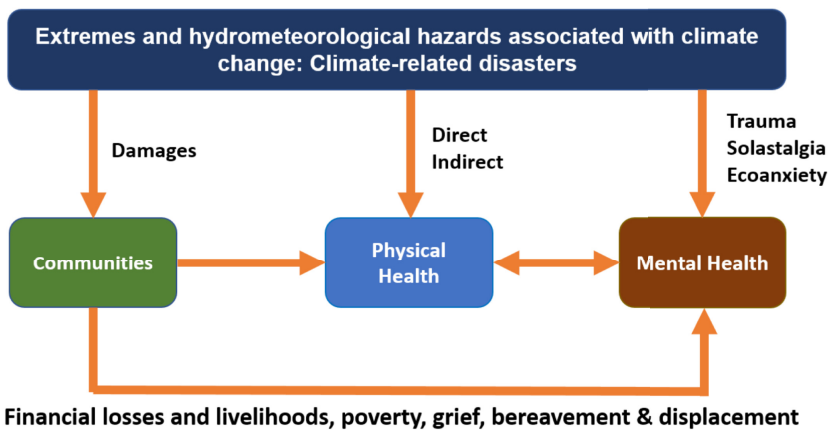 Extremes and hydrometeorological hazards associated with climate
change: Climate-related disasters
Damages
Direct
Indirect
Trauma
Solastalgia
Ecoanxiety
Communities
Physical
Health
Mental Health
Financial losses and livelihoods, poverty, grief, bereavement & displacement